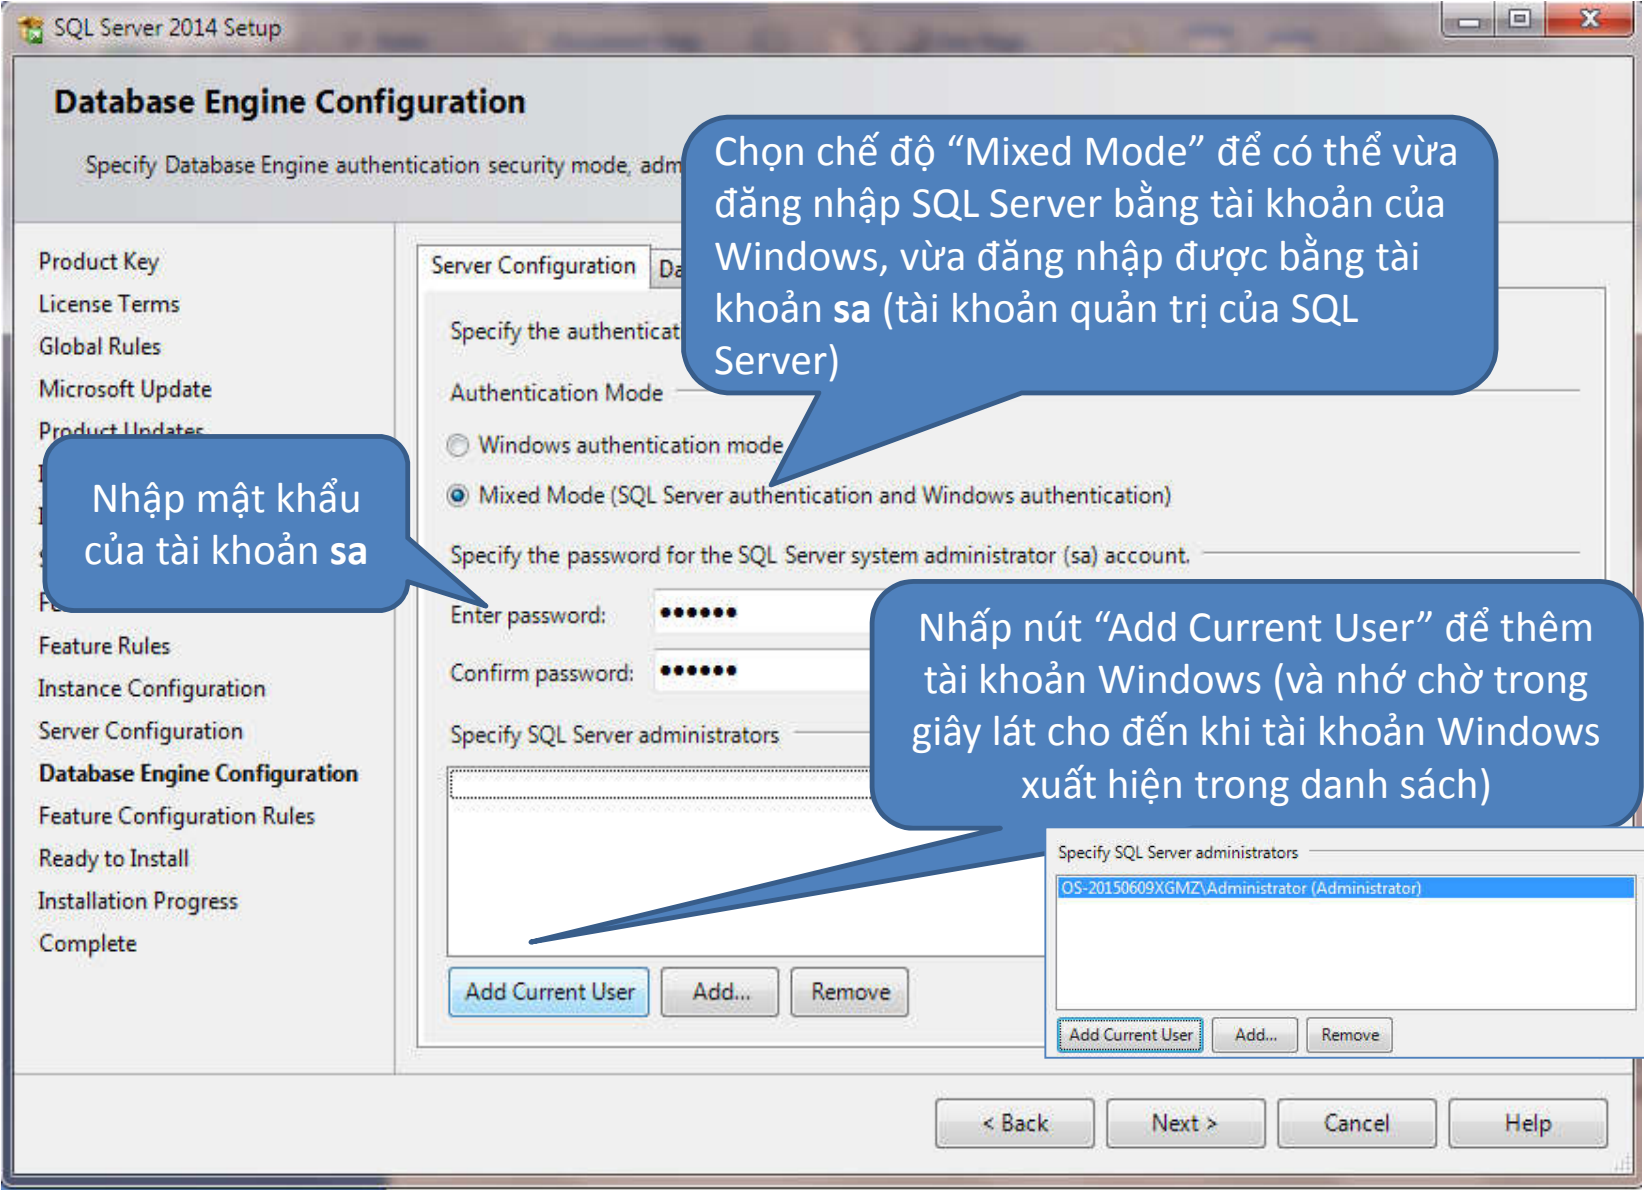 SQL Server 2014 Setup
Database Engine Configuration
Specify Database Engine authentication security mode,
Chọn chế độ “Mixed Mode” để có thể vừa
đăng nhập SQL Server bằng tài khoản của
Windows, vừa đăng nhập được bằng tài
khoản sa (tài khoản quản trị của SQL
Server)
Product Key
License Terms
Global Rules
Microsoft Update
Product Updates
Feature Rules
Instance Configuration
Server Configuration
Database Engine Configuration
Feature Configuration Rules
Ready to Install
Installation Progress
Complete
Nhập mật khẩu
của tài khoản sa
Server Configuration
Specify the
Authentication Mode
Windows authentication mode
Mixed Mode (SQL Server authentication and Windows authentication)
Specify the password for the SQL Server system administrator (sa) account.
Enter password: ●●●●●●
Confirm password: ●●●●●●
Specify SQL Server administrators
Nhấp nút “Add Current User” để thêm
tài khoản Windows (và nhớ chờ trong
giây lát cho đến khi tài khoản Windows
xuất hiện trong danh sách)
Add Current User Add... Remove
Specify SQL Server administrators
OS-20150609XGMZ\Administrator (Administrator)
Add Current User Add... Remove
< Back Next > Cancel Help